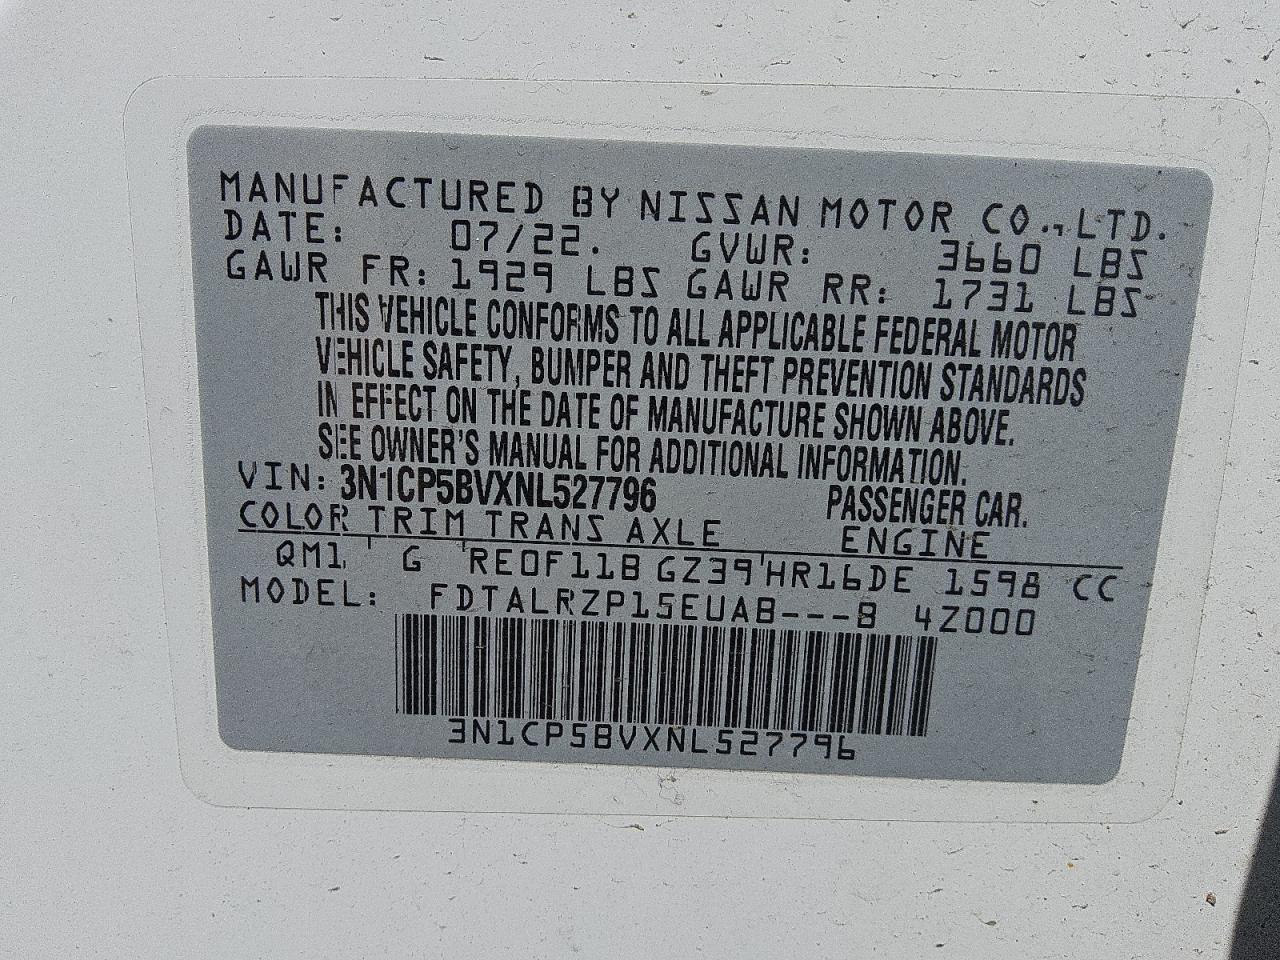 MANUFACTURED BY NISSAN MOTOR CO., LTD.
DATE: 07/22. GVWR: 3660 LBS
GAWR FR: 1929 LBS GAWR RR: 1731 LBS
THIS VEHICLE CONFORMS TO ALL APPLICABLE FEDERAL MOTOR
VEHICLE SAFETY, BUMPER AND THEFT PREVENTION STANDARDS
IN EFFECT ON THE DATE OF MANUFACTURE SHOWN ABOVE.
SEE OWNER'S MANUAL FOR ADDITIONAL INFORMATION.
VIN: 3N1CP5BVXNL527796 PASSENGER CAR.
COLOR TRIM TRANS AXLE ENGINE
QM1 G RE0F11B GZ39 HR16DE 1598 CC
MODEL: FDTALRZP15EUAB---B 4Z000
3N1CP5BVXNL527796